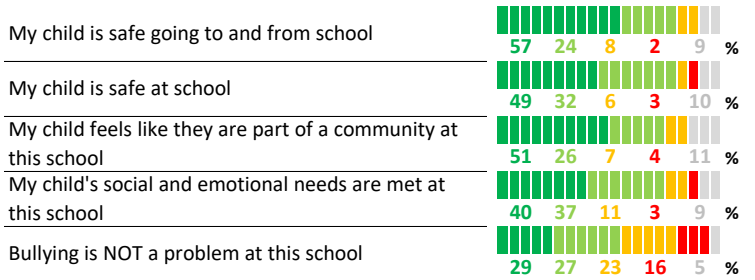 My child is safe going to and from school
57 24 8 2 9 %
My child is safe at school
49 32 6 3 10 %
My child feels like they are part of a community at
this school
51 26 7 4 11 %
My child's social and emotional needs are met at
this school
40 37 11 3 9 %
Bullying is NOT a problem at this school
29 27 23 16 5 %